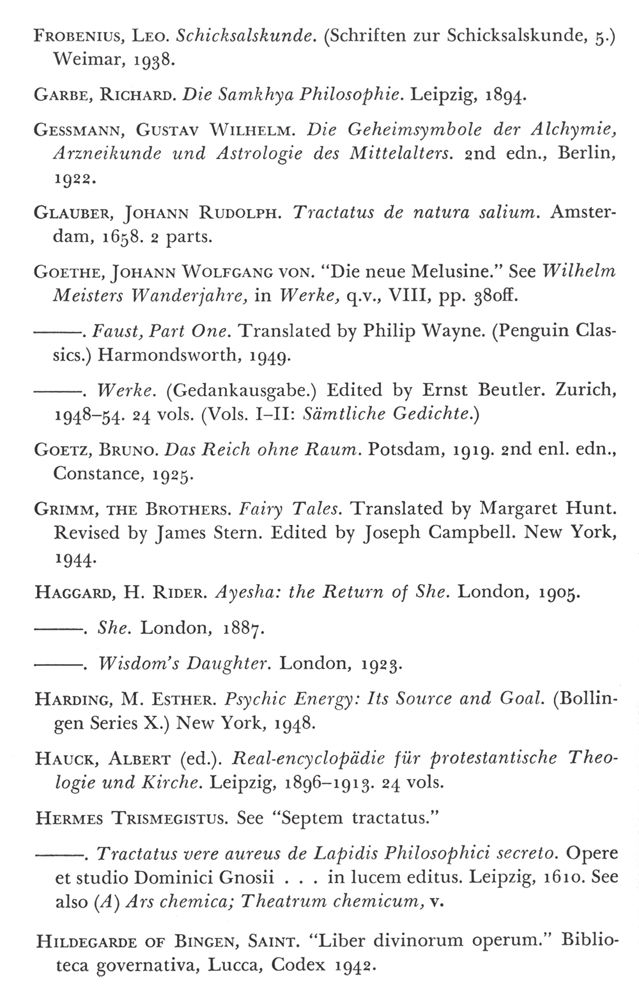 FROBENIUS, LEO. Schicksalskunde. (Schriften zur Schicksalskunde, 5.)
Weimar, 1938.
GARBE, RICHARD. Die Samkhya Philosophie. Leipzig, 1894.
GESSMANN, GUSTAV WILHELM. Die Geheimsymbole der Alchymie,
Arzneikunde und Astrologie des Mittelalters. 2nd edn., Berlin,
1922.
GLAUBER, JOHANN RUDOLPH. Tractatus de natura salium. Amster-
dam, 1658. 2 parts.
GOETHE, JOHANN WOLFGANG VON. "Die neue Melusine." See Wilhelm
Meisters Wanderjahre, in Werke, q.v., VIII, pp. 380ff.
———. Faust, Part One. Translated by Philip Wayne. (Penguin Clas-
sics.) Harmondsworth, 1949.
———. Werke. (Gedankausgabe.) Edited by Ernst Beutler. Zurich,
1948–54. 24 vols. (Vols. I–II: Sämtliche Gedichte.)
GOETZ, BRUNO. Das Reich ohne Raum. Potsdam, 1919. 2nd enl. edn.,
Constance, 1925.
GRIMM, THE BROTHERS. Fairy Tales. Translated by Margaret Hunt.
Revised by James Stern. Edited by Joseph Campbell. New York,
1944.
HAGGARD, H. RIDER. Ayesha: the Return of She. London, 1905.
———. She. London, 1887.
———. Wisdom's Daughter. London, 1923.
HARDING, M. ESTHER. Psychic Energy: Its Source and Goal. (Bollin-
gen Series X.) New York, 1948.
HAUCK, ALBERT (ed.). Real-encyclopädie für protestantische Theo-
logie und Kirche. Leipzig, 1896–1913. 24 vols.
HERMES TRISMEGISTUS. See "Septem tractatus."
———. Tractatus vere aureus de Lapidis Philosophici secreto. Opere
et studio Dominici Gnosii . . . in lucem editus. Leipzig, 1610. See
also (A) Ars chemica; Theatrum chemicum, v.
HILDEGARDE OF BINGEN, SAINT. "Liber divinorum operum." Biblio-
teca governativa, Lucca, Codex 1942.